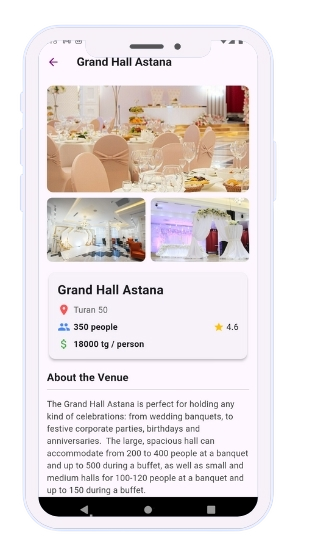 Grand Hall Astana
Grand Hall Astana
Turan 50
350 people
4.6
18000 tg / person
About the Venue
The Grand Hall Astana is perfect for holding any
kind of celebrations: from wedding banquets, to
festive corporate parties, birthdays and
anniversaries. The large, spacious hall can
accommodate from 200 to 400 people at a banquet
and up to 500 during a buffet, as well as small and
medium halls for 100-120 people at a banquet and
up to 150 during a buffet.